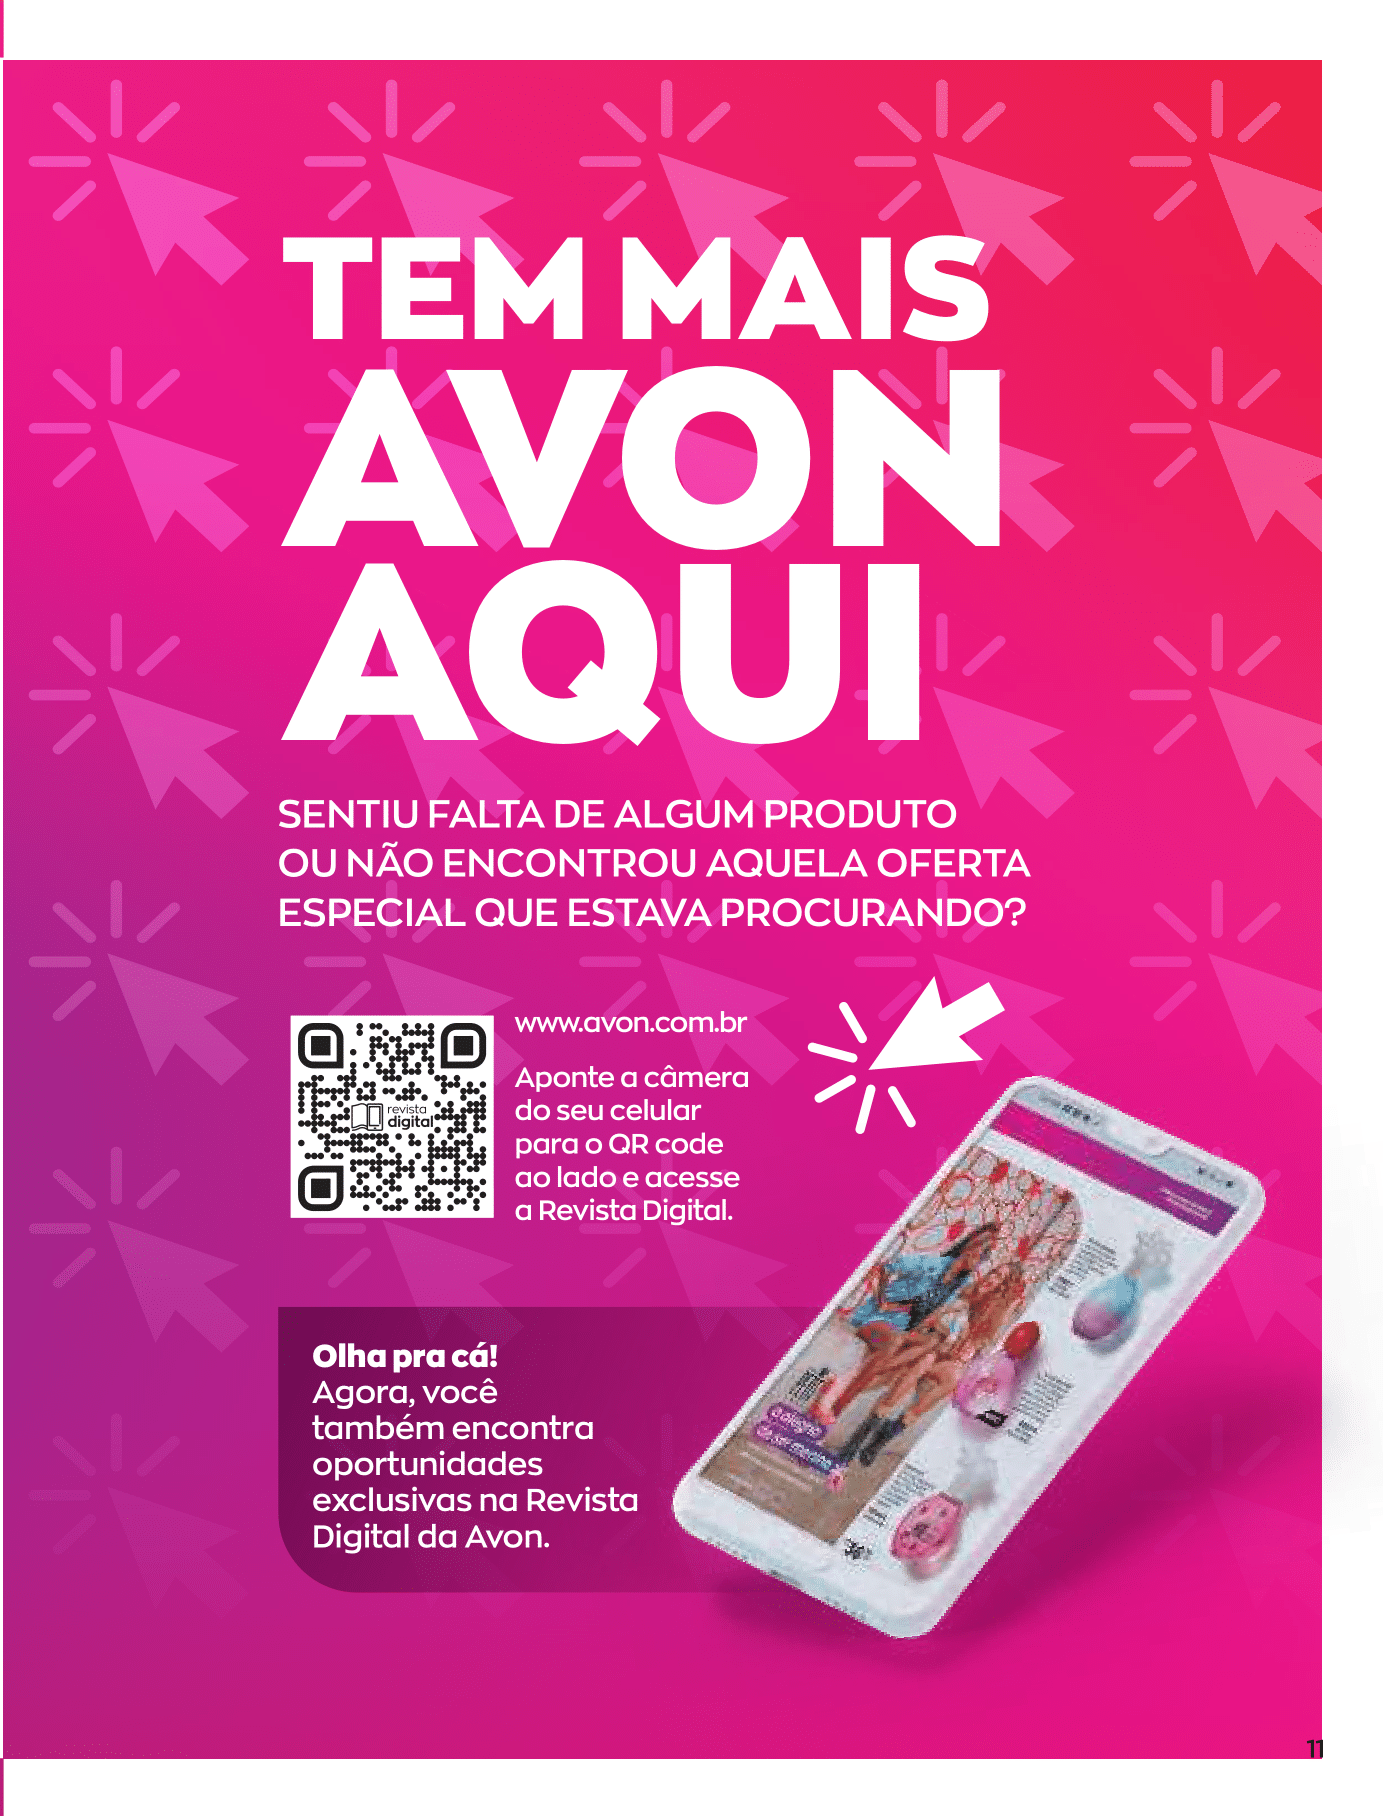 TEM MAIS
AVON
AQUI
SENTIU FALTA DE ALGUM PRODUTO
OU NÃO ENCONTROU AQUELA OFERTA
ESPECIAL QUE ESTAVA PROCURANDO?
www.avon.com.br
Aponte a câmera
do seu celular
para o QR code
ao lado e acesse
a Revista Digital.
revista
digital
Olha pra cá!
Agora, você
também encontra
oportunidades
exclusivas na Revista
Digital da Avon.
11